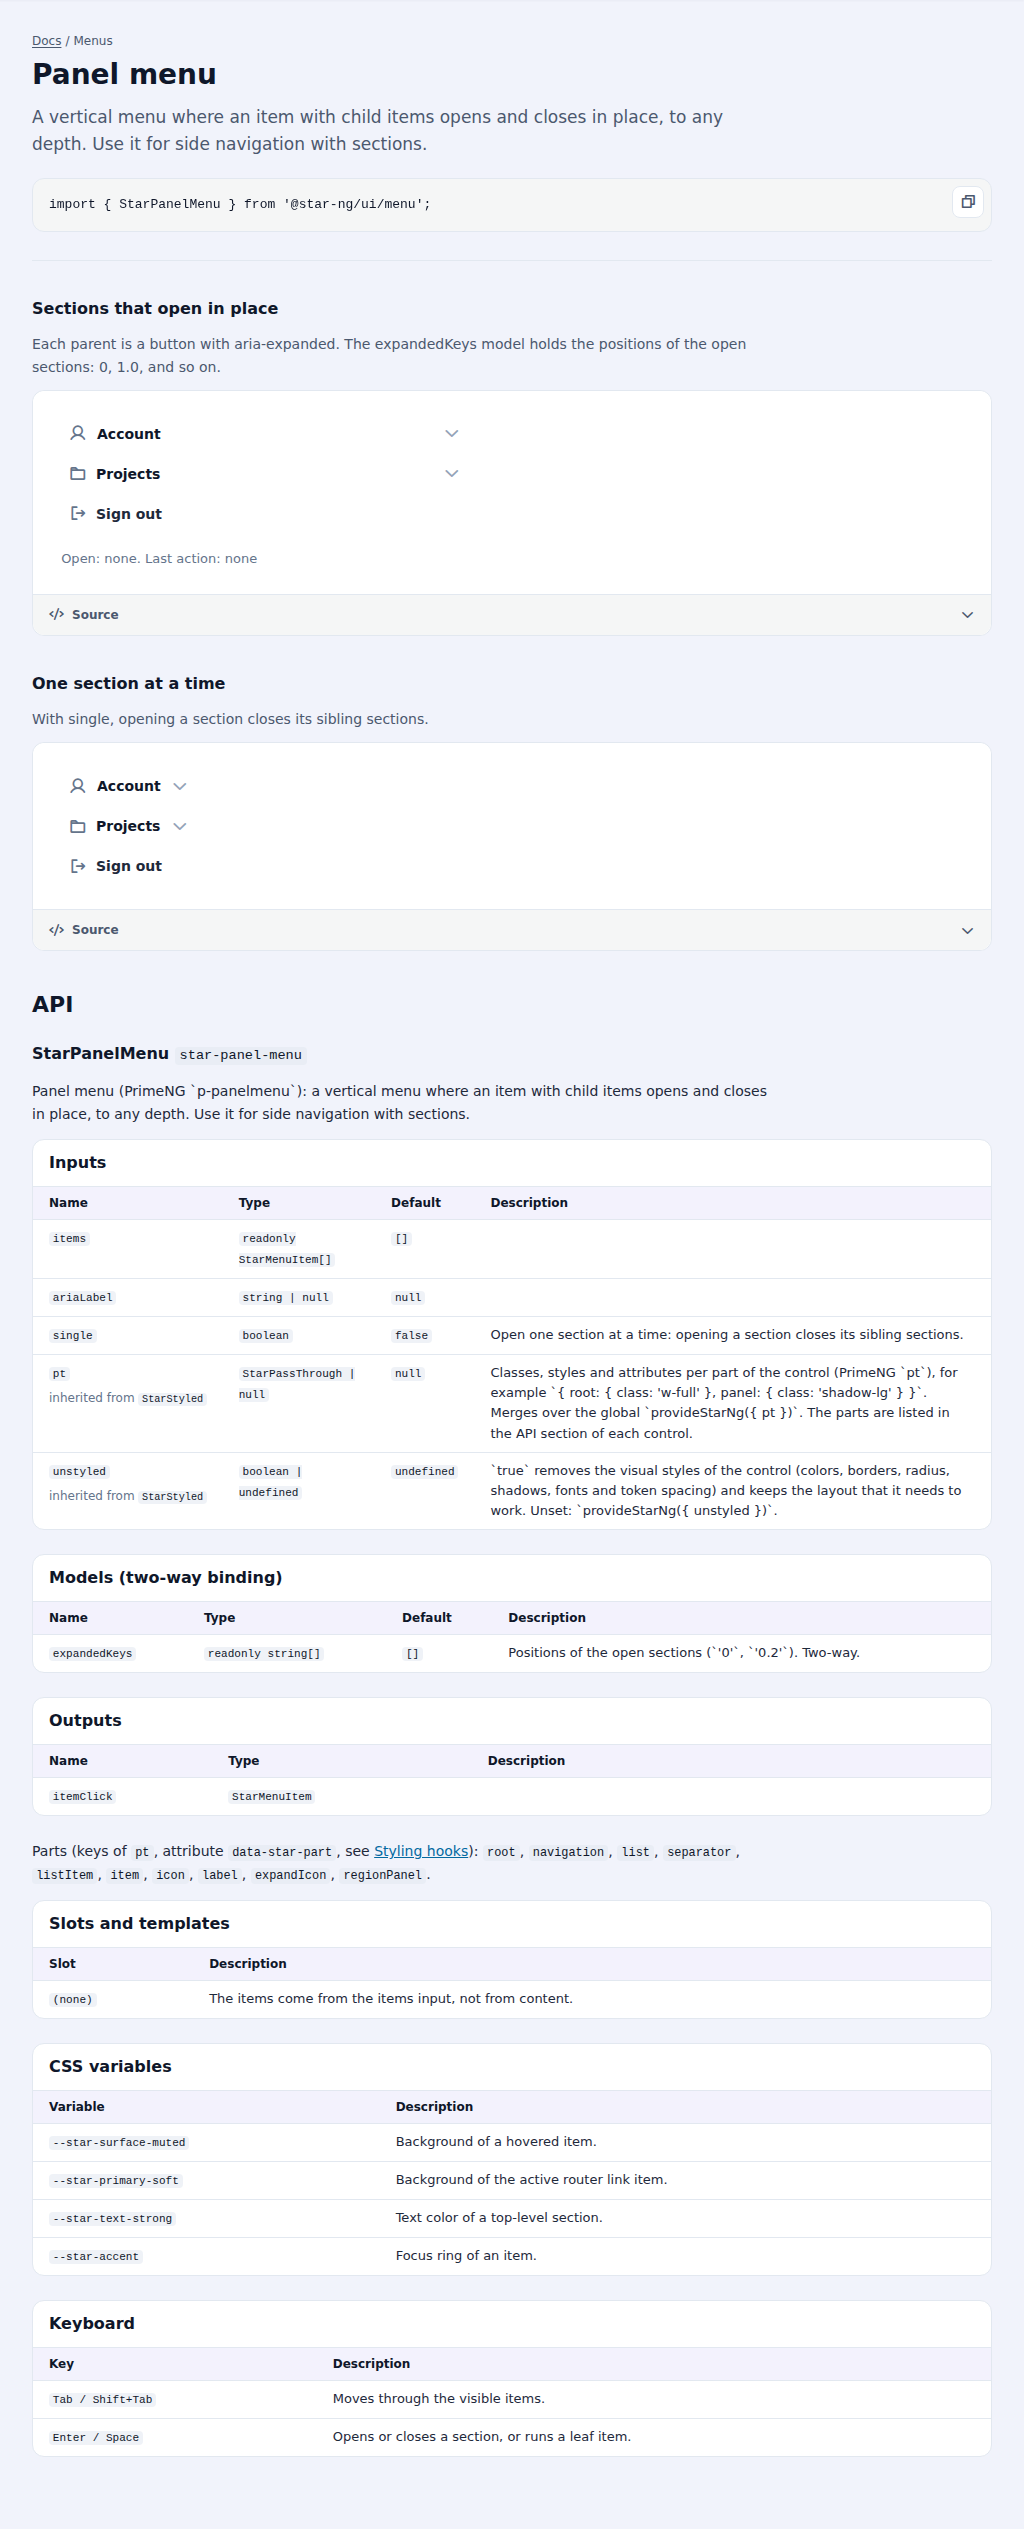 Docs / Menus
Panel menu
A vertical menu where an item with child items opens and closes in place, to any
depth. Use it for side navigation with sections.
import { StarPanelMenu } from '@star-ng/ui/menu';
Sections that open in place
Each parent is a button with aria-expanded. The expandedKeys model holds the positions of the open
sections: 0, 1.0, and so on.
Account
Projects
Sign out
Open: none. Last action: none
Source
One section at a time
With single, opening a section closes its sibling sections.
Account
Projects
Sign out
Source
API
StarPanelMenu star-panel-menu
Panel menu (PrimeNG `p-panelmenu`): a vertical menu where an item with child items opens and closes
in place, to any depth. Use it for side navigation with sections.
Inputs
Name Type Default Description
items readonly StarMenuItem[] []
ariaLabel string | null null
single boolean false Open one section at a time: opening a section closes its sibling sections.
pt StarPassThrough | null null Classes, styles and attributes per part of the control (PrimeNG `pt`), for
inherited from StarStyled example `{ root: { class: 'w-full' }, panel: { class: 'shadow-lg' } }`.
Merges over the global `provideStarNg({ pt })`. The parts are listed in
the API section of each control.
unstyled boolean | undefined undefined `true` removes the visual styles of the control (colors, borders, radius,
inherited from StarStyled shadows, fonts and token spacing) and keeps the layout that it needs to
work. Unset: `provideStarNg({ unstyled })`.
Models (two-way binding)
Name Type Default Description
expandedKeys readonly string[] [] Positions of the open sections (`'0'`, `'0.2'`). Two-way.
Outputs
Name Type Description
itemClick StarMenuItem
Parts (keys of pt, attribute data-star-part, see Styling hooks): root, navigation, list, separator,
listItem, item, icon, label, expandIcon, regionPanel.
Slots and templates
Slot Description
(none) The items come from the items input, not from content.
CSS variables
Variable Description
--star-surface-muted Background of a hovered item.
--star-primary-soft Background of the active router link item.
--star-text-strong Text color of a top-level section.
--star-accent Focus ring of an item.
Keyboard
Key Description
Tab / Shift+Tab Moves through the visible items.
Enter / Space Opens or closes a section, or runs a leaf item.